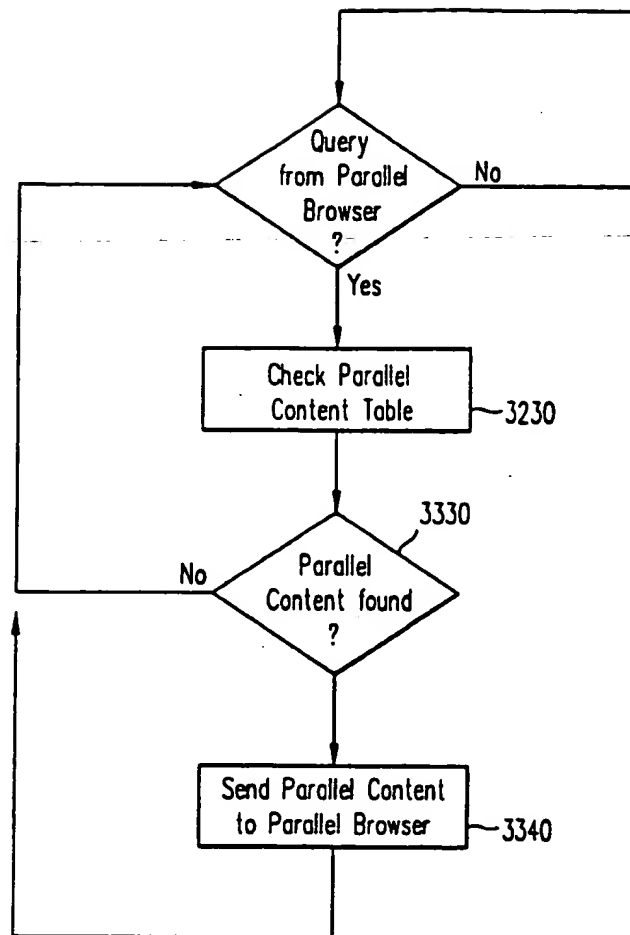 Query
from Parallel
Browser
?
No
Yes
Check Parallel
Content Table
3230
3330
No
Parallel
Content found
?
Send Parallel Content
to Parallel Browser
3340